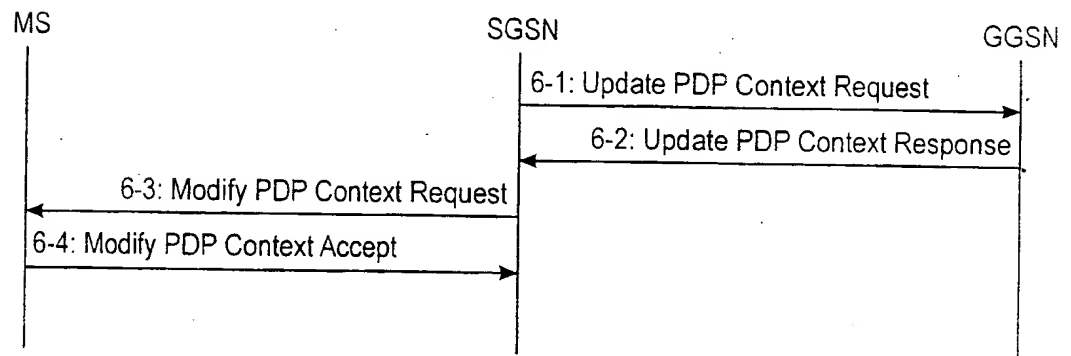 MS
SGSN
GGSN
6-1: Update PDP Context Request
6-2: Update PDP Context Response
6-3: Modify PDP Context Request
6-4: Modify PDP Context Accept